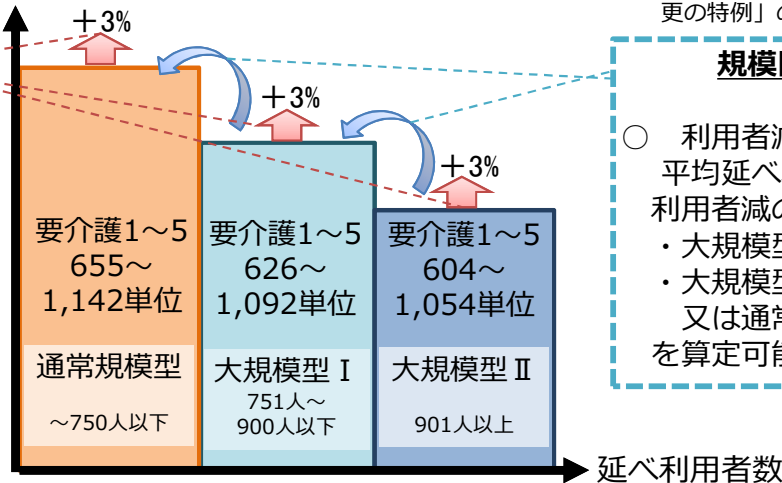 更の特例」の
+3%
+3%
+3%
規模
○ 利用者減
平均延べ
利用者減の
・大規模型
・大規模型
又は通常
を算定可能
要介護1～5
655～
1,142単位
通常規模型
～750人以下
要介護1～5
626～
1,092単位
大規模型Ⅰ
751人～
900人以下
要介護1～5
604～
1,054単位
大規模型Ⅱ
901人以上
延べ利用者数